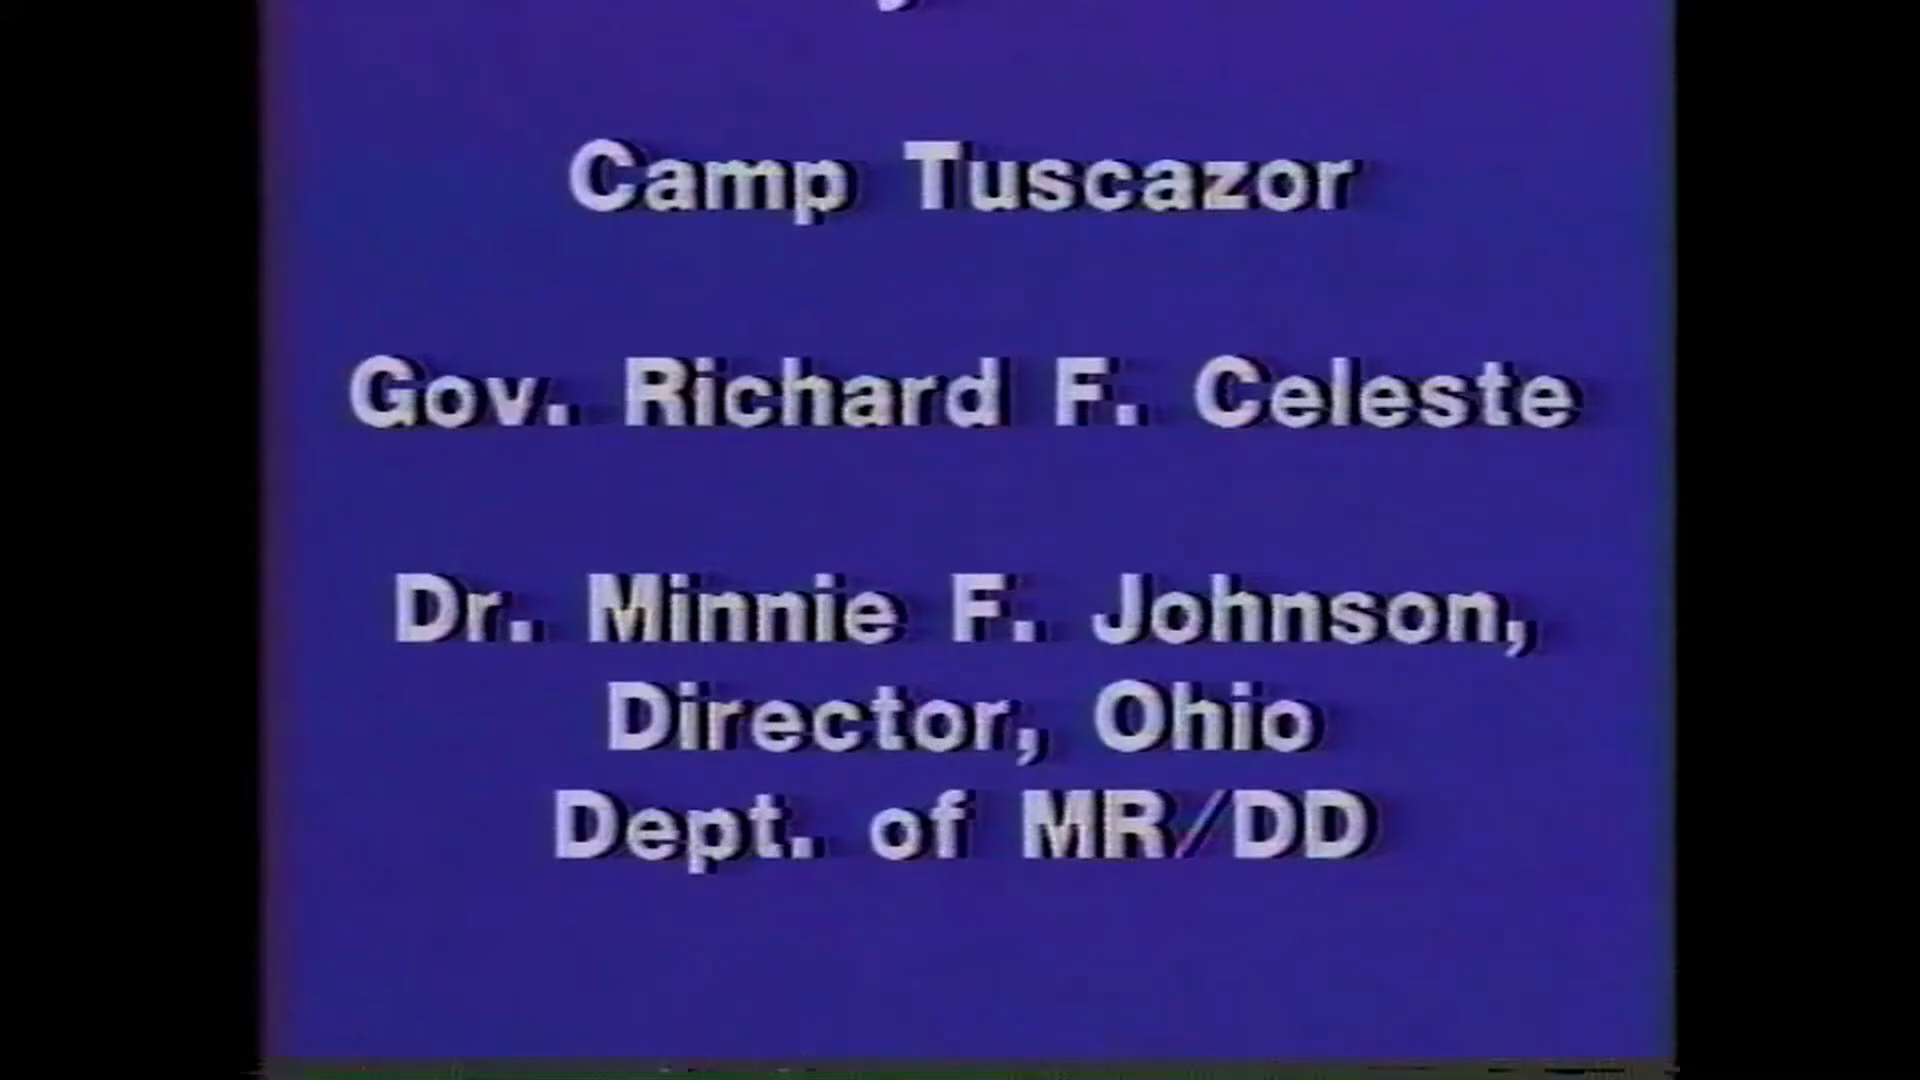 Camp Tuscazor
Gov. Richard F. Celeste
Dr. Minnie F. Johnson,
Director, Ohio
Dept. of MR/DD